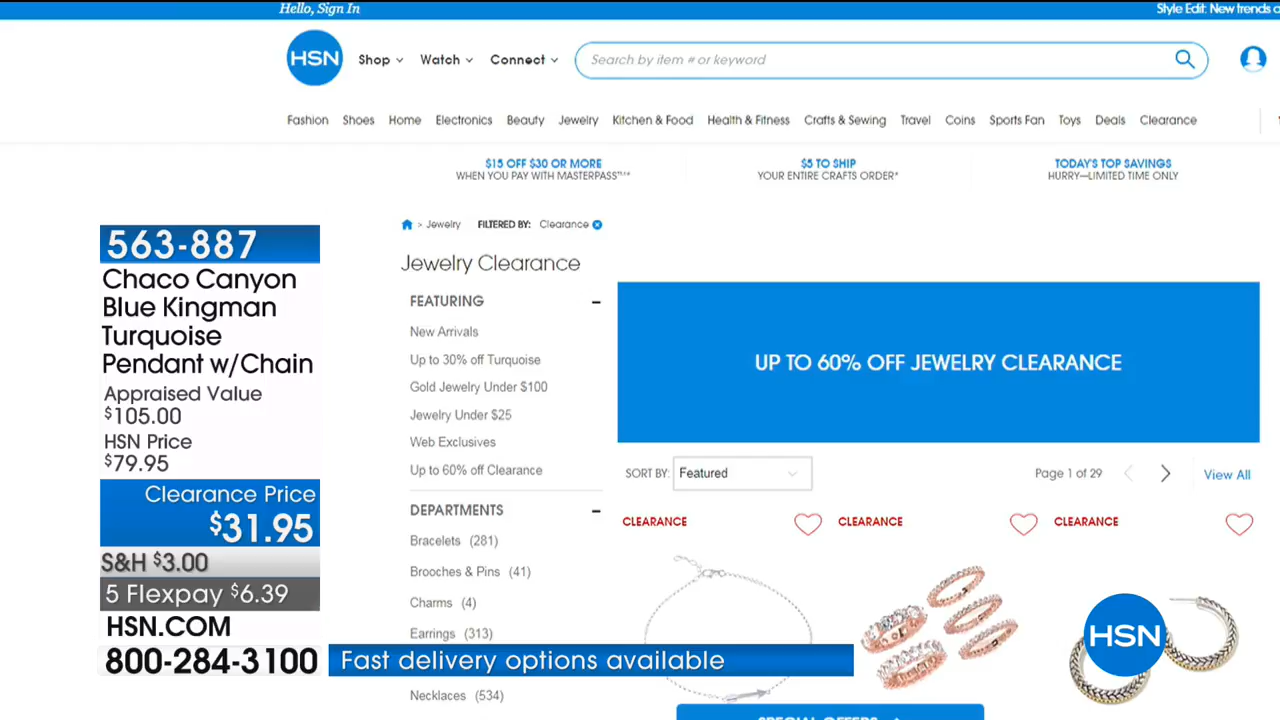 Hello, Sign In
Style Edit: New trends
HSN
Shop
Watch
Connect
Search by item # or keyword
Fashion
Shoes
Home
Electronics
Beauty
Jewelry
Kitchen & Food
Health & Fitness
Crafts & Sewing
Travel
Coins
Sports Fan
Toys
Deals
Clearance
$15 OFF $30 OR MORE
WHEN YOU PAY WITH MASTERPASS™*
$5 TO SHIP
YOUR ENTIRE CRAFTS ORDER*
TODAY'S TOP SAVINGS
HURRY—LIMITED TIME ONLY
> Jewelry FILTERED BY: Clearance
563-887
Chaco Canyon
Blue Kingman
Turquoise
Pendant w/Chain
Appraised Value
$105.00
HSN Price
$79.95
Clearance Price
$31.95
S&H $3.00
5 Flexpay $6.39
HSN.COM
800-284-3100
Jewelry Clearance
FEATURING
New Arrivals
Up to 30% off Turquoise
Gold Jewelry Under $100
Jewelry Under $25
Web Exclusives
Up to 60% off Clearance
DEPARTMENTS
Bracelets (281)
Brooches & Pins (41)
Charms (4)
Earrings (313)
Fast delivery options available
Necklaces (534)
UP TO 60% OFF JEWELRY CLEARANCE
SORT BY: Featured
Page 1 of 29
View All
CLEARANCE
CLEARANCE
CLEARANCE
HSN
SPECIAL OFFERS